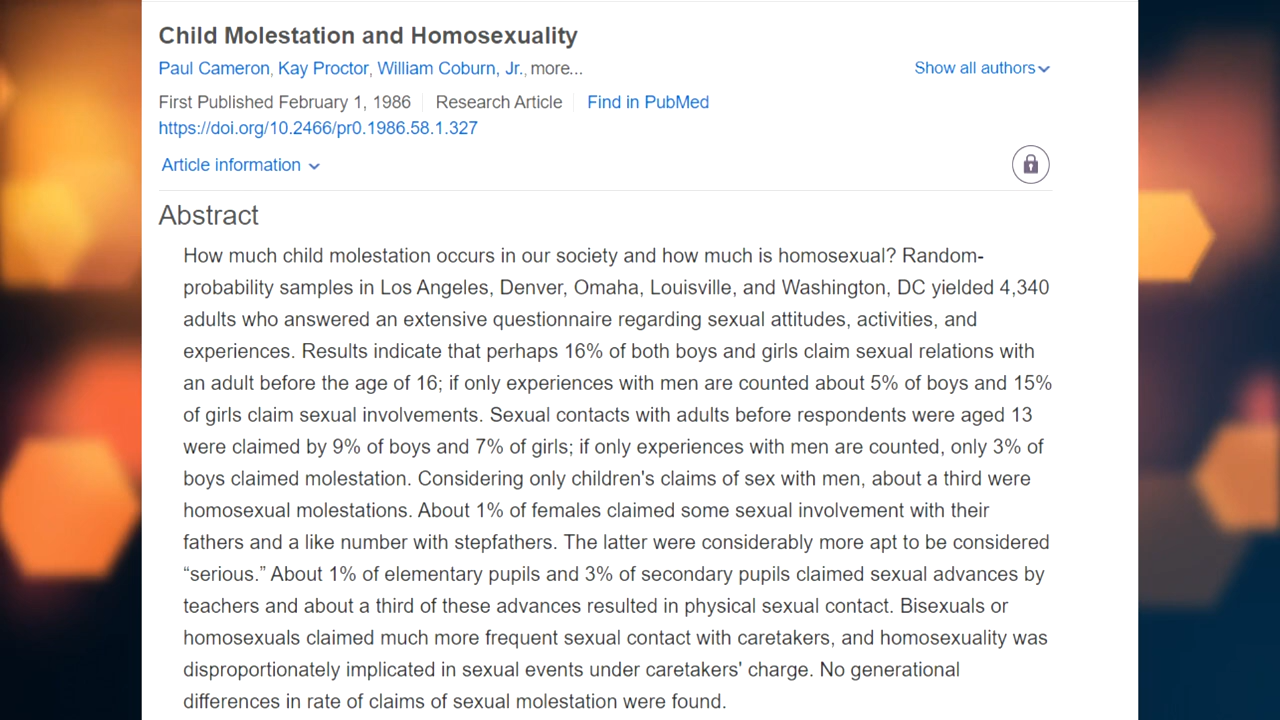 Child Molestation and Homosexuality
Paul Cameron, Kay Proctor, William Coburn, Jr., more...
Show all authors
First Published February 1, 1986 Research Article Find in PubMed
https://doi.org/10.2466/pr0.1986.58.1.327
Article information
Abstract
How much child molestation occurs in our society and how much is homosexual? Random-
probability samples in Los Angeles, Denver, Omaha, Louisville, and Washington, DC yielded 4,340
adults who answered an extensive questionnaire regarding sexual attitudes, activities, and
experiences. Results indicate that perhaps 16% of both boys and girls claim sexual relations with
an adult before the age of 16; if only experiences with men are counted about 5% of boys and 15%
of girls claim sexual involvements. Sexual contacts with adults before respondents were aged 13
were claimed by 9% of boys and 7% of girls; if only experiences with men are counted, only 3% of
boys claimed molestation. Considering only children's claims of sex with men, about a third were
homosexual molestations. About 1% of females claimed some sexual involvement with their
fathers and a like number with stepfathers. The latter were considerably more apt to be considered
“serious.” About 1% of elementary pupils and 3% of secondary pupils claimed sexual advances by
teachers and about a third of these advances resulted in physical sexual contact. Bisexuals or
homosexuals claimed much more frequent sexual contact with caretakers, and homosexuality was
disproportionately implicated in sexual events under caretakers' charge. No generational
differences in rate of claims of sexual molestation were found.